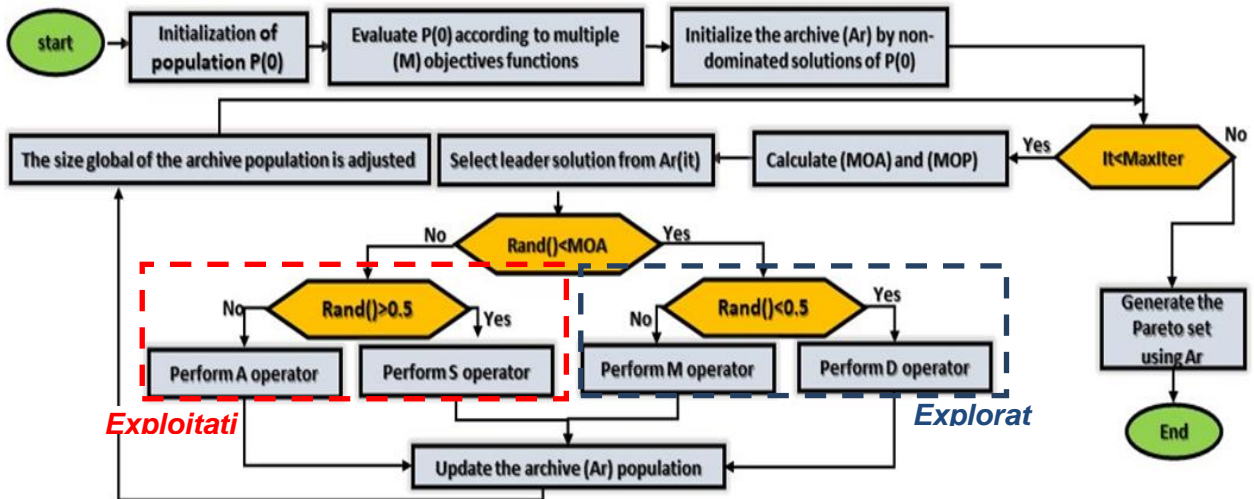 start
Initialization of
population P(0)
Evaluate P(0) according to multiple
(M) objectives functions
Initialize the archive (Ar) by non-
dominated solutions of P(0)
The size global of the archive population is adjusted
Select leader solution from Ar(it)
Calculate (MOA) and (MOP)
Yes
It<MaxIter
No
No
Rand()<MOA
Yes
No
Rand()>0.5
Yes
No
Rand()<0.5
Yes
Generate the
Pareto set
using Ar
Perform A operator
Perform S operator
Perform M operator
Perform D operator
Exploitati
Explorat
End
Update the archive (Ar) population